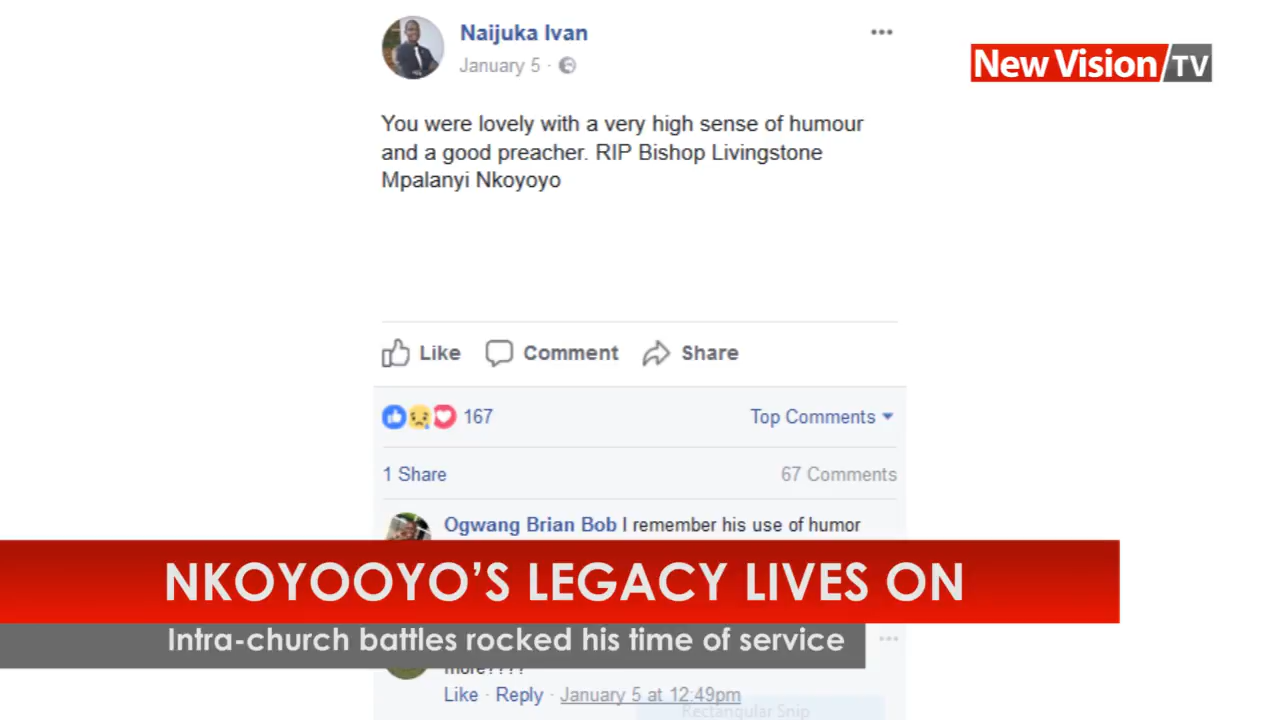 Naijuka Ivan
January 5 ·
New Vision TV
You were lovely with a very high sense of humour
and a good preacher. RIP Bishop Livingstone
Mpalanyi Nkoyoyo
Like Comment Share
167 Top Comments
1 Share 67 Comments
Ogwang Brian Bob I remember his use of humor
NKOYOOYO’S LEGACY LIVES ON
Intra-church battles rocked his time of service
more????
Like · Reply · January 5 at 12:49pm
Rectangular Snip